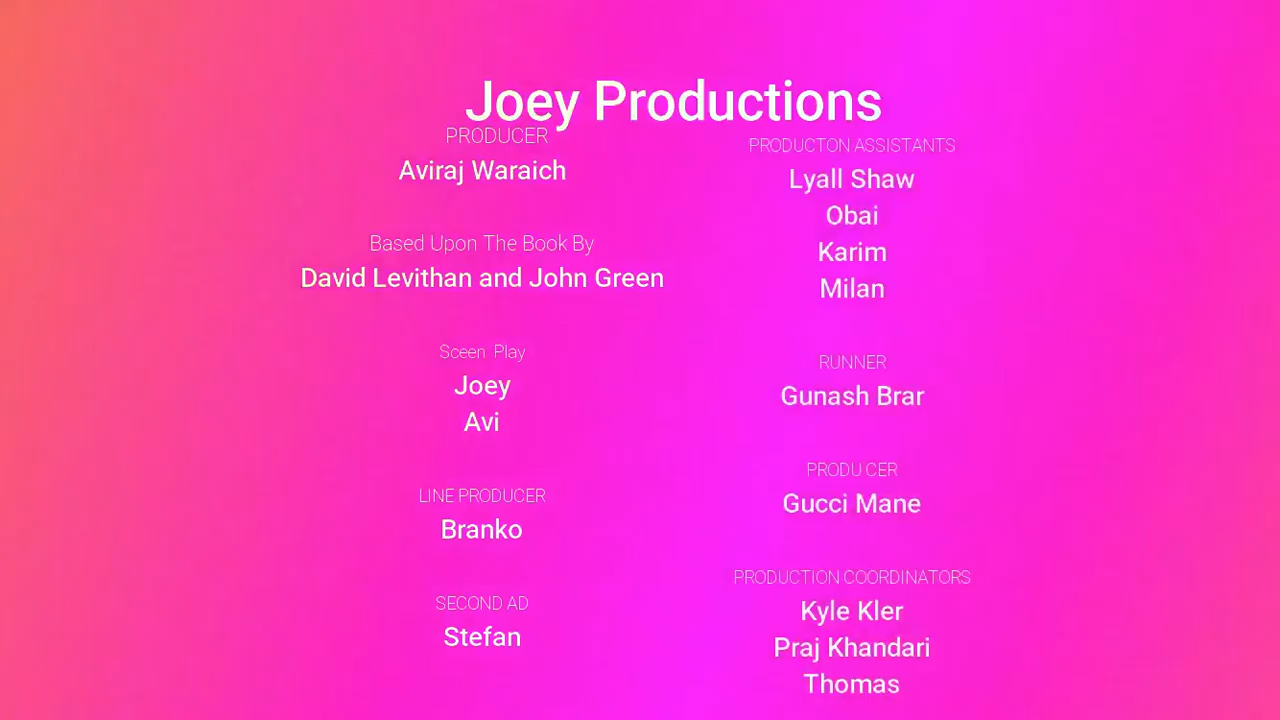 Joey Productions
PRODUCER
Aviraj Waraich
Based Upon The Book By
David Levithan and John Green
Sceen Play
Joey
Avi
LINE PRODUCER
Branko
SECOND AD
Stefan
PRODUCTON ASSISTANTS
Lyall Shaw
Obai
Karim
Milan
RUNNER
Gunash Brar
PRODU CER
Gucci Mane
PRODUCTION COORDINATORS
Kyle Kler
Praj Khandari
Thomas